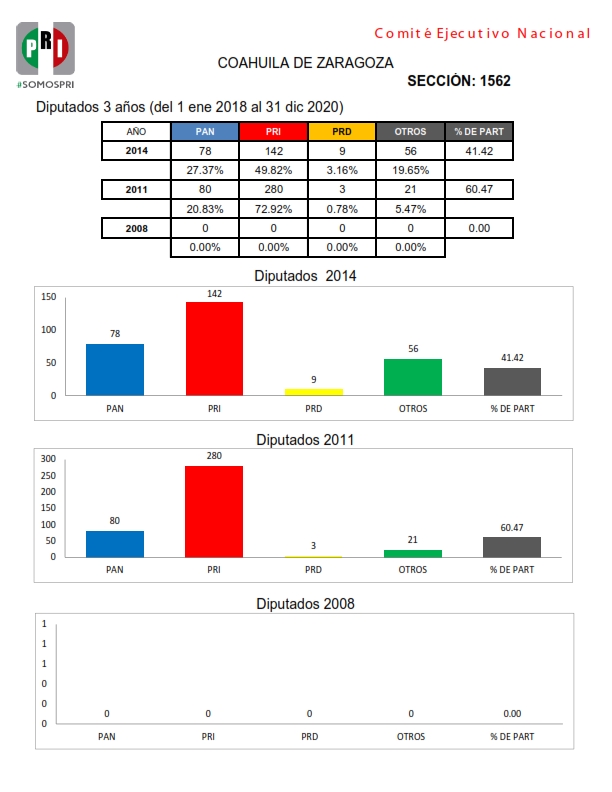 Comité Ejecutivo Nacional
PRI
#SOMOSPRI
COAHUILA DE ZARAGOZA
SECCIÓN: 1562
Diputados 3 años (del 1 ene 2018 al 31 dic 2020)
AÑO PAN PRI PRD OTROS % DE PART
2014 78 142 9 56 41.42
27.37% 49.82% 3.16% 19.65%
2011 80 280 3 21 60.47
20.83% 72.92% 0.78% 5.47%
2008 0 0 0 0 0.00
0.00% 0.00% 0.00% 0.00%
Diputados 2014
150
100
50
0
78 142 9 56 41.42
PAN PRI PRD OTROS % DE PART
Diputados 2011
300
250
200
150
100
50
0
80 280 3 21 60.47
PAN PRI PRD OTROS % DE PART
Diputados 2008
1
1
1
0
0
0
0 0 0 0 0.00
PAN PRI PRD OTROS % DE PART